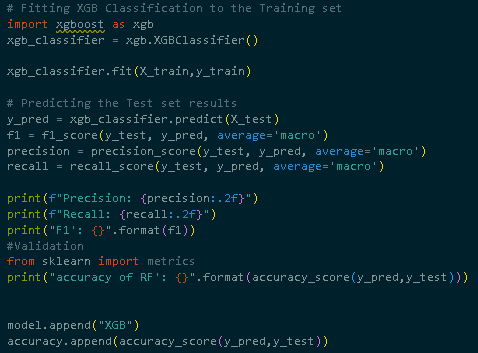 # Fitting XGB Classification to the Training set
import xgboost as xgb
xgb_classifier = xgb.XGBClassifier()
xgb_classifier.fit(X_train,y_train)
# Predicting the Test set results
y_pred = xgb_classifier.predict(X_test)
f1 = f1_score(y_test, y_pred, average='macro')
precision = precision_score(y_test, y_pred, average='macro')
recall = recall_score(y_test, y_pred, average='macro')
print(f"Precision: {precision:.2f}")
print(f"Recall: {recall:.2f}")
print("F1': {}".format(f1))
#Validation
from sklearn import metrics
print("accuracy of RF': {}".format(accuracy_score(y_pred,y_test)))
model.append("XGB")
accuracy.append(accuracy_score(y_pred,y_test))